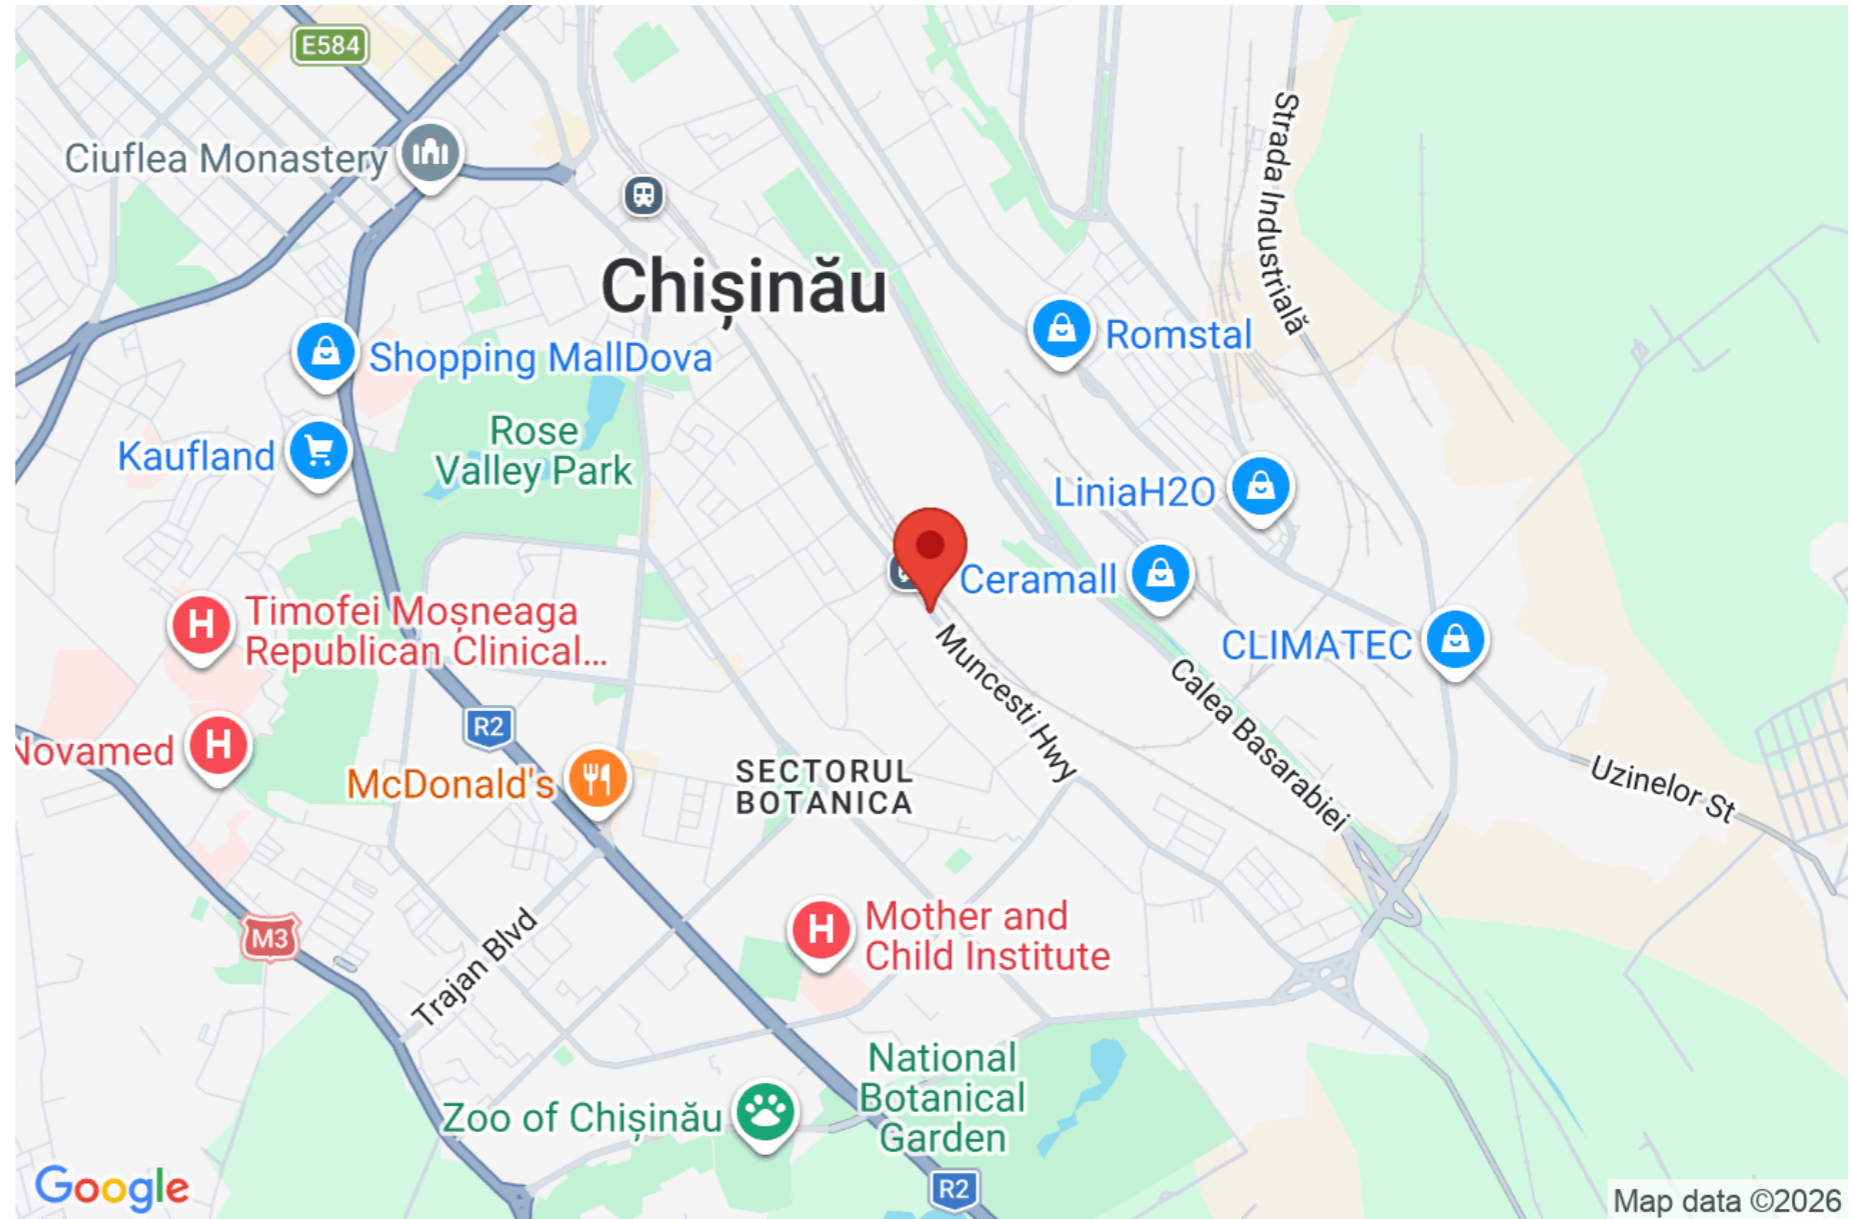 E584
Ciuflea Monastery
Strada Industrială
Chișinău
Romstal
Shopping MallDova
Rose
Valley Park
Kaufland
LiniaH2O
Ceramall
Timofei Moșneaga
Republican Clinical...
CLIMATEC
Muncesti Hwy
Calea Basarabiei
R2
Novamed
McDonald's
SECTORUL
BOTANICA
Uzinelor St
M3
Trajan Blvd
Mother and
Child Institute
National
Botanical
Garden
Zoo of Chișinău
R2
Google
Map data ©2026